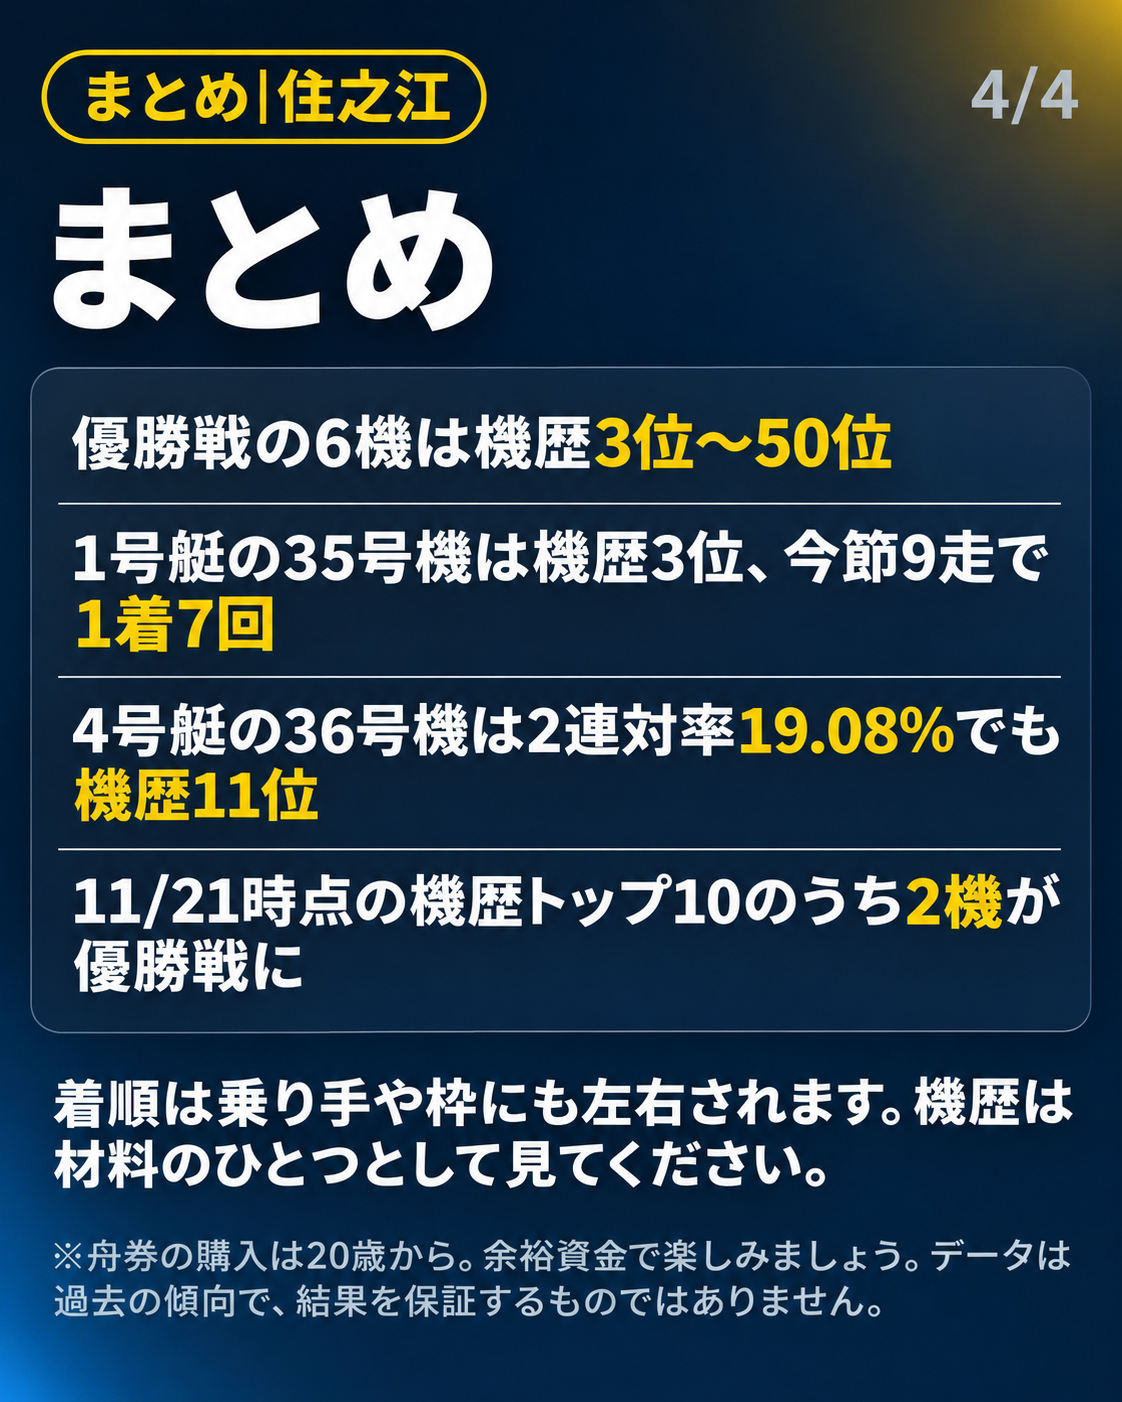 まとめ|住之江
4/4
まとめ
優勝戦の6機は機歴3位〜50位
1号艇の35号機は機歴3位、今節9走で
1着7回
4号艇の36号機は2連対率19.08%でも
機歴11位
11/21時点の機歴トップ10のうち2機が
優勝戦に
着順は乗り手や枠にも左右されます。機歴は
材料のひとつとして見てください。
※舟券の購入は20歳から。余裕資金で楽しみましょう。データは
過去の傾向で、結果を保証するものではありません。